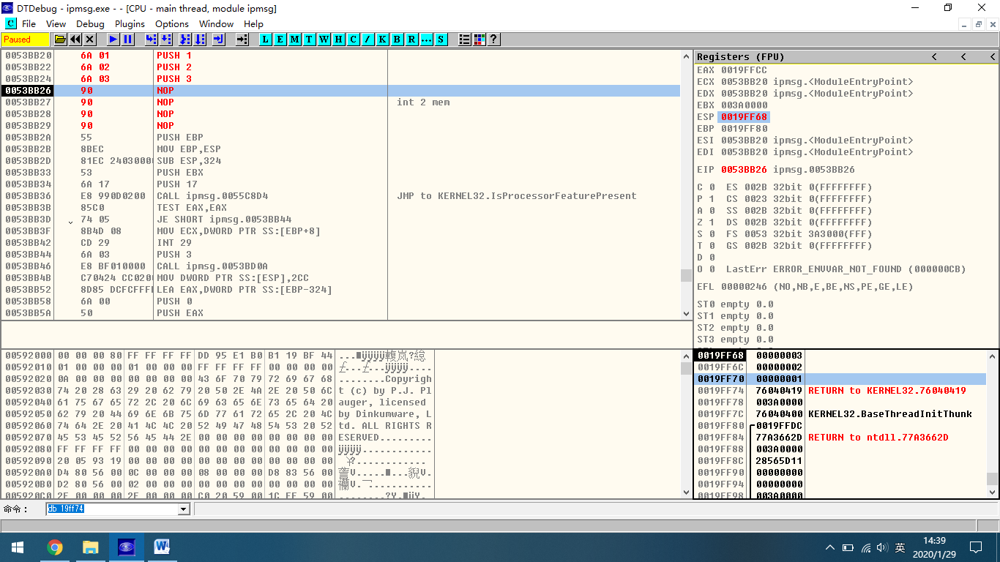 DTDebug - ipmsg.exe - - [CPU - main thread, module ipmsg]
C File View Debug Plugins Options Window Help
Paused L E M T W H C / K B R ... S ?
0053BB20 6A 01 PUSH 1
0053BB22 6A 02 PUSH 2
0053BB24 6A 03 PUSH 3
0053BB26 90 NOP
0053BB27 90 NOP int 2 mem
0053BB28 90 NOP
0053BB29 90 NOP
0053BB2A 55 PUSH EBP
0053BB2B 8BEC MOV EBP,ESP
0053BB2D 81EC 24030000 SUB ESP,324
0053BB33 53 PUSH EBX
0053BB34 6A 17 PUSH 17
0053BB36 E8 990D0200 CALL ipmsg.0055C8D4 JMP to KERNEL32.IsProcessorFeaturePresent
0053BB3B 85C0 TEST EAX,EAX
0053BB3D 74 05 JE SHORT ipmsg.0053BB44
0053BB3F 8B4D 08 MOV ECX,DWORD PTR SS:[EBP+8]
0053BB42 CD 29 INT 29
0053BB44 6A 03 PUSH 3
0053BB46 E8 BF010000 CALL ipmsg.0053BD0A
0053BB4B C70424 CC020 MOV DWORD PTR SS:[ESP],2CC
0053BB52 8D85 DCFCFFF LEA EAX,DWORD PTR SS:[EBP-324]
0053BB58 6A 00 PUSH 0
0053BB5A 50 PUSH EAX
Registers (FPU) < < <
EAX 0019FFCC
ECX 0053BB20 ipmsg.<ModuleEntryPoint>
EDX 0053BB20 ipmsg.<ModuleEntryPoint>
EBX 003A0000
ESP 0019FF68
EBP 0019FF80
ESI 0053BB20 ipmsg.<ModuleEntryPoint>
EDI 0053BB20 ipmsg.<ModuleEntryPoint>
EIP 0053BB26 ipmsg.0053BB26
C 0 ES 002B 32bit 0(FFFFFFFF)
P 1 CS 0023 32bit 0(FFFFFFFF)
A 0 SS 002B 32bit 0(FFFFFFFF)
Z 1 DS 002B 32bit 0(FFFFFFFF)
S 0 FS 0053 32bit 3A3000(FFF)
T 0 GS 002B 32bit 0(FFFFFFFF)
D 0
O 0 LastErr ERROR_ENVVAR_NOT_FOUND (000000CB)
EFL 00000246 (NO,NB,E,BE,NS,PE,GE,LE)
ST0 empty 0.0
ST1 empty 0.0
ST2 empty 0.0
ST3 empty 0.0
00592000 00 00 00 80 FF FF FF FF DD 95 E1 B0 B1 19 BF 44
00592010 01 00 00 00 01 00 00 00 FF FF FF FF 00 00 00 00
00592020 0A 00 00 00 00 00 00 00 43 6F 70 79 72 69 67 68 ........Copyrigh
00592030 74 20 28 63 29 20 62 79 20 50 2E 4A 2E 20 50 6C t (c) by P.J. Pl
00592040 61 75 67 65 72 2C 20 6C 69 63 65 6E 73 65 64 20 auger, licensed
00592050 62 79 20 44 69 6E 6B 75 6D 77 61 72 65 2C 20 4C by Dinkumware, L
00592060 74 64 2E 20 41 4C 4C 20 52 49 47 48 54 53 20 52 td. ALL RIGHTS R
00592070 45 53 45 52 56 45 44 2E 00 00 00 00 00 00 00 00 ESERVED.........
00592080 FF FF FF FF 00 00 00 00 00 00 00 00 00 00 00 00
00592090 20 05 93 19 00 00 00 00 00 00 00 00 00 00 00 00
005920A0 D4 80 56 00 0C 00 00 00 08 00 00 00 D8 83 56 00
005920B0 D2 80 56 00 02 00 00 00 00 00 00 00 00 00 00 00
005920C0 2E 00 00 00 2E 00 00 00 C0 20 59 00 1C FF 59 00
0019FF68 00000003
0019FF6C 00000002
0019FF70 00000001
0019FF74 76040419 RETURN to KERNEL32.76040419
0019FF78 003A0000
0019FF7C 76040400 KERNEL32.BaseThreadInitThunk
0019FF80 0019FFDC
0019FF84 77A3662D RETURN to ntdll.77A3662D
0019FF88 003A0000
0019FF8C 28565D11
0019FF90 00000000
0019FF94 00000000
0019FF98 003A0000
命令： db 19ff74
英 14:39
2020/1/29